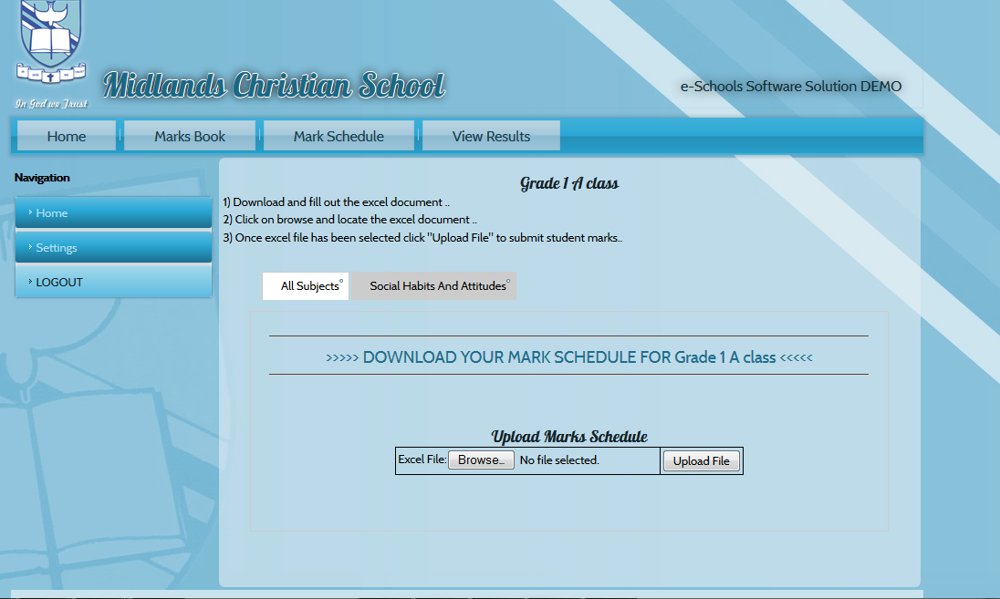 In God we Trust
Midlands Christian School
e-Schools Software Solution DEMO
Home
Marks Book
Mark Schedule
View Results
Navigation
Home
Settings
LOGOUT
Grade 1 A class
1) Download and fill out the excel document ..
2) Click on browse and locate the excel document ..
3) Once excel file has been selected click "Upload File" to submit student marks..
All Subjects
Social Habits And Attitudes
>>>>> DOWNLOAD YOUR MARK SCHEDULE FOR Grade 1 A class <<<<<
Upload Marks Schedule
Excel File: Browse... No file selected. Upload File